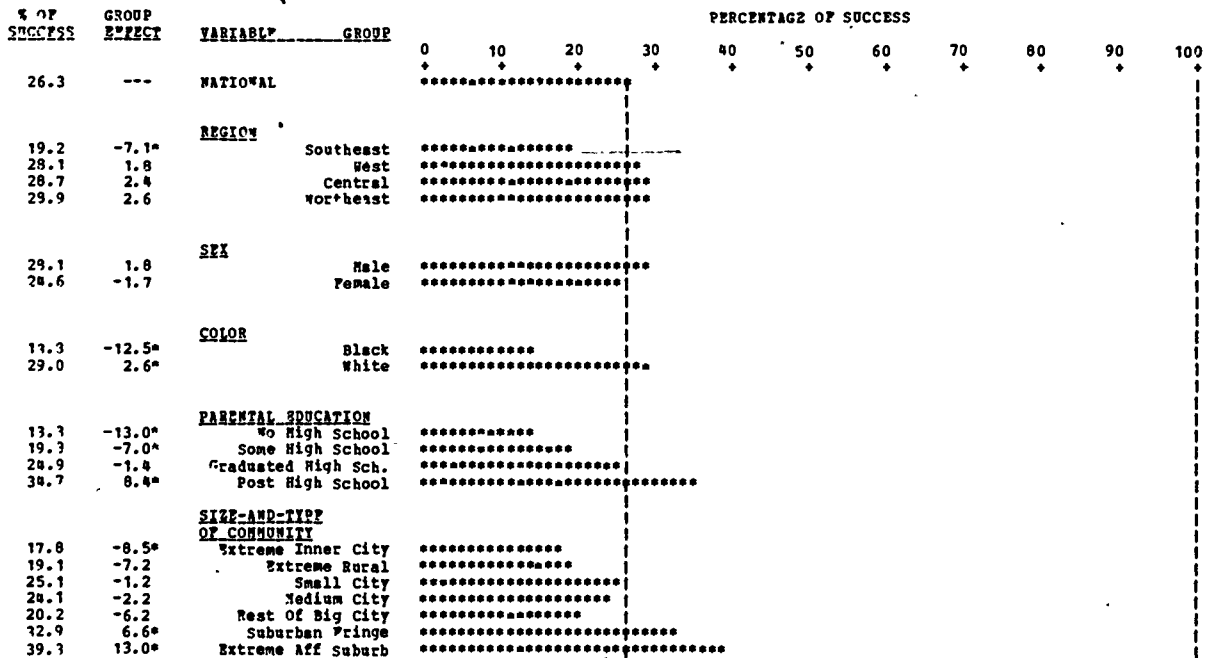 % OF GROUP PERCENTAGE OF SUCCESS
SUCCESS EFFECT VARIABLE GROUP
0 10 20 30 40 50 60 70 80 90 100
26.3 --- NATIONAL
REGION
19.2 -7.1* Southeast
28.1 1.8 West
28.7 2.4 Central
29.9 2.6 Northeast
SEX
29.1 1.8 Male
24.6 -1.7 Female
COLOR
13.3 -12.5* Black
29.0 2.6* White
PARENTAL EDUCATION
13.3 -13.0* No High School
19.3 -7.0* Some High School
24.9 -1.4 Graduated High Sch.
34.7 8.4* Post High School
SIZE-AND-TYPE
OF COMMUNITY
17.8 -8.5* Extreme Inner City
19.1 -7.2 Extreme Rural
25.1 -1.2 Small City
24.1 -2.2 Medium City
20.2 -6.2 Rest Of Big City
32.9 6.6* Suburban Fringe
39.3 13.0* Extreme Aff Suburb